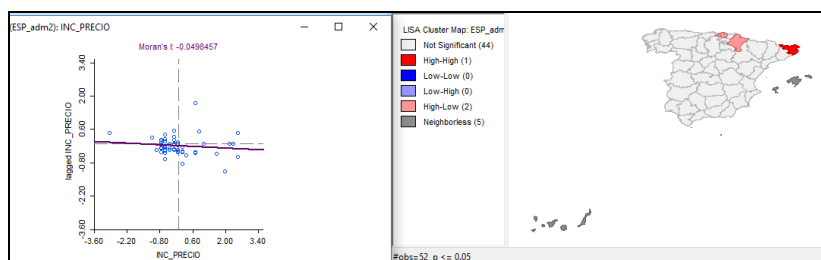 (ESP_adm2): INC_PRECIO
Moran's I: -0.0498457
lagged INC_PRECIO
3.40
2.00
0.60
-0.80
-2.20
-3.60
-3.60 -2.20 -0.80 0.60 2.00 3.40
INC_PRECIO
LISA Cluster Map: ESP_adm
Not Significant (44)
High-High (1)
Low-Low (0)
Low-High (0)
High-Low (2)
Neighborless (5)
#obs=52 p <= 0.05